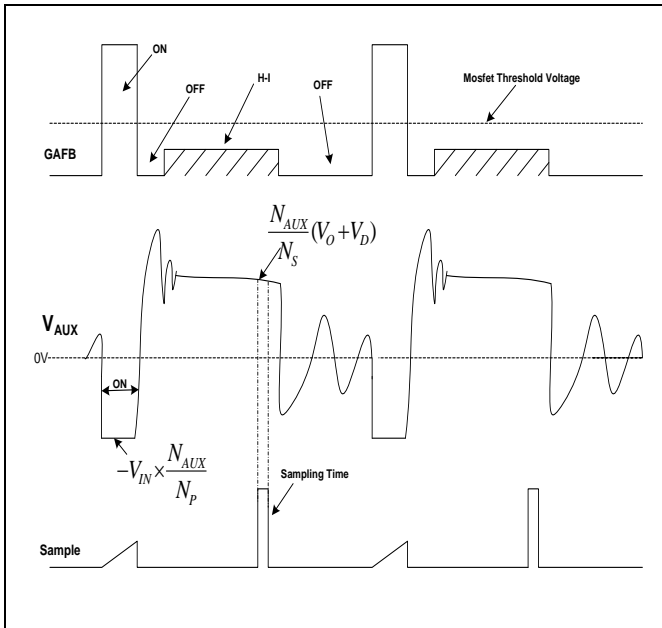 ON
H-I
OFF
OFF
Mosfet Threshold Voltage
GAFB
N_AUX/N_S (V_O + V_D)
V_AUX
0V
ON
-V_IN × N_AUX/N_P
Sampling Time
Sample